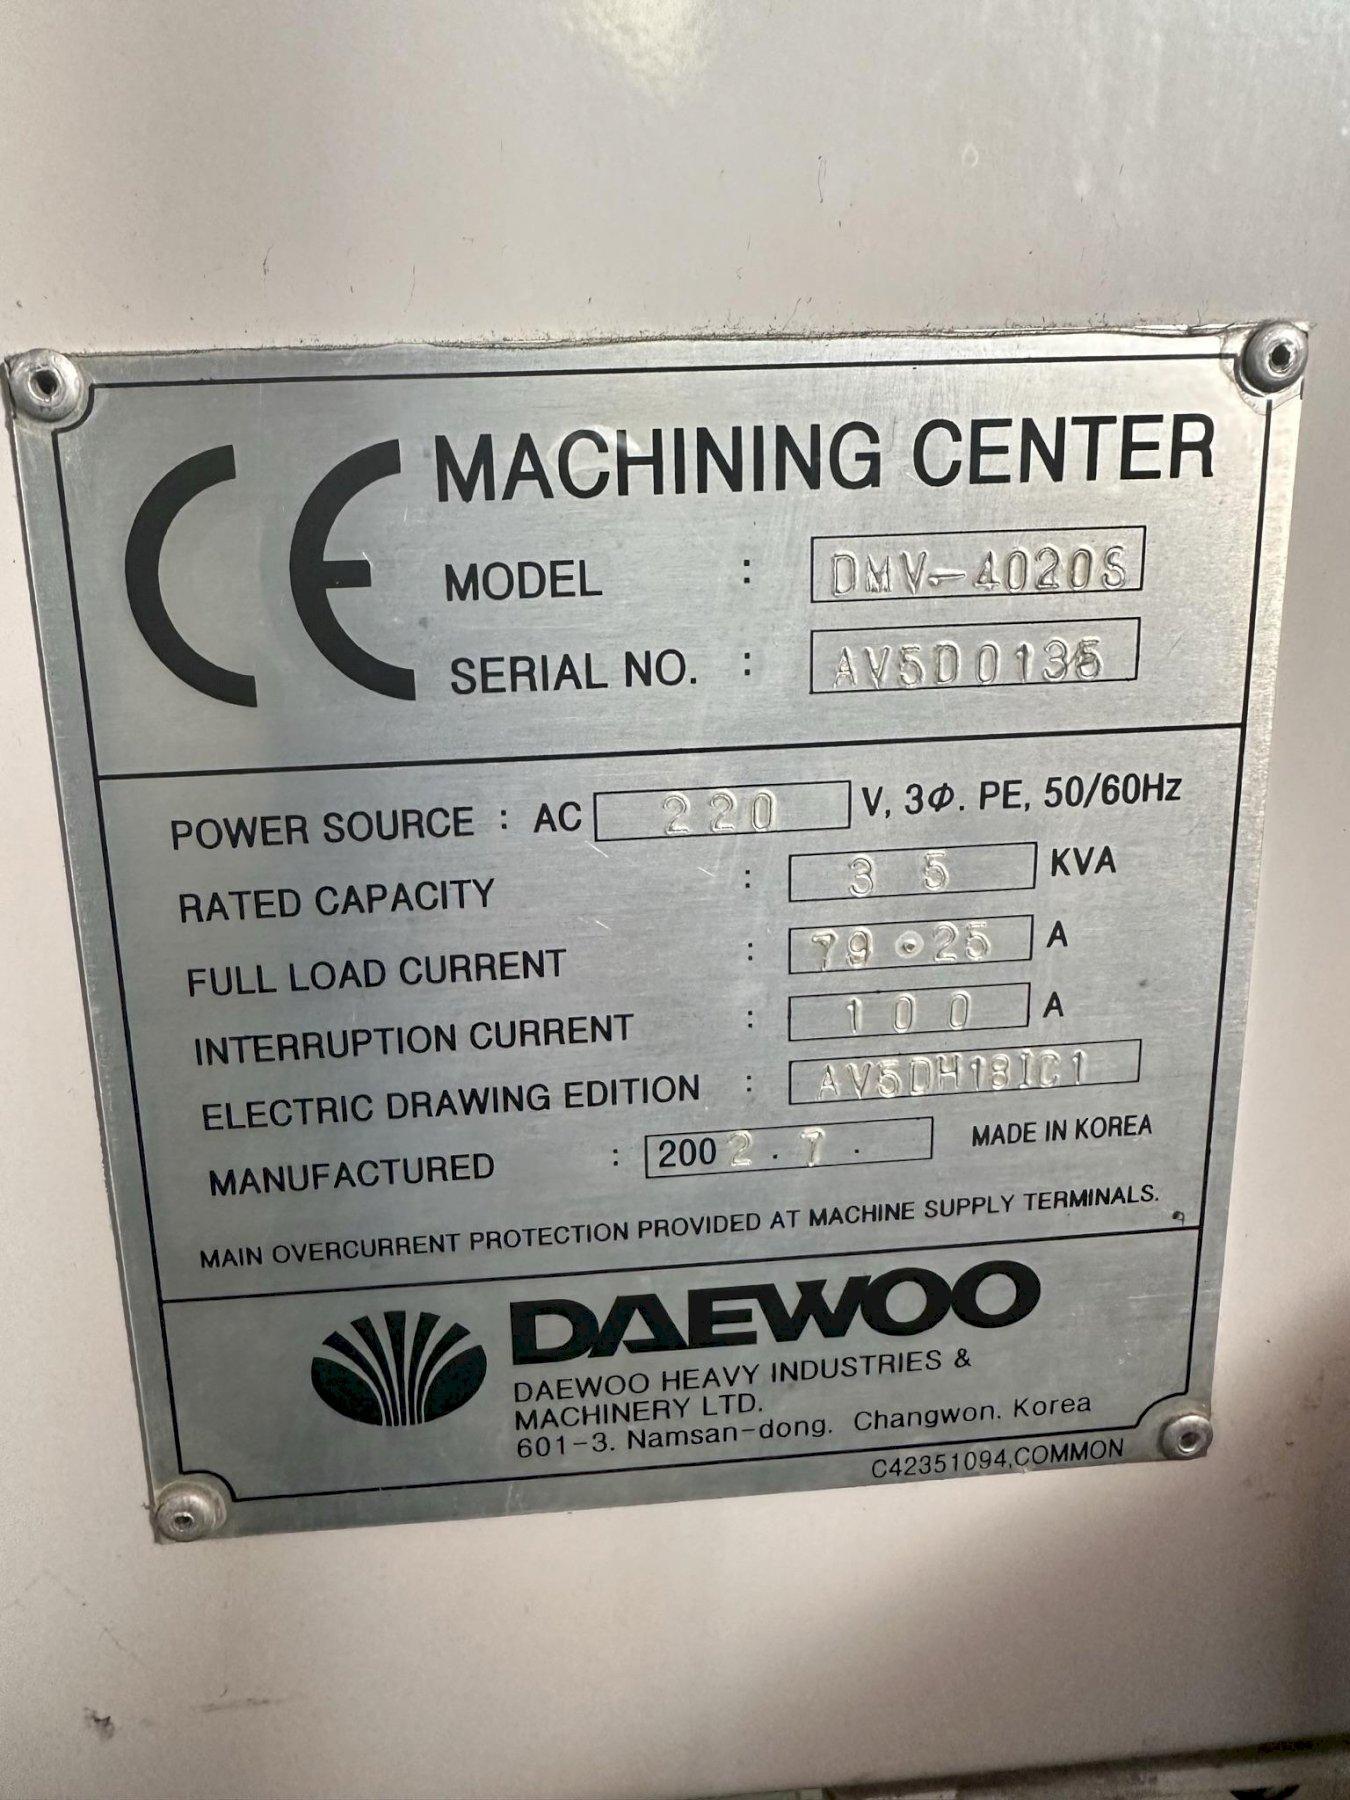 CE MACHINING CENTER
MODEL : DMV-4020S
SERIAL NO. : AV5D0135
POWER SOURCE : AC 220 V, 3Φ. PE, 50/60Hz
RATED CAPACITY : 35 KVA
FULL LOAD CURRENT : 79.25 A
INTERRUPTION CURRENT : 100 A
ELECTRIC DRAWING EDITION : AV5DH18IC1
MANUFACTURED : 2002.7. MADE IN KOREA
MAIN OVERCURRENT PROTECTION PROVIDED AT MACHINE SUPPLY TERMINALS.
DAEWOO
DAEWOO HEAVY INDUSTRIES &
MACHINERY LTD.
601-3. Namsan-dong. Changwon. Korea
C42351094,COMMON